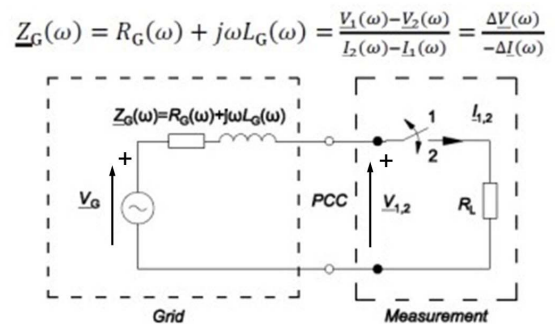 Z_G(ω) = R_G(ω) + jωL_G(ω) = (V_1(ω)−V_2(ω))/(I_2(ω)−I_1(ω)) = ΔV(ω)/(−ΔI(ω))
Z_G(ω)=R_G(ω)+jωL_G(ω)
1
I_1,2
+
+
2
V_G
PCC
V_1,2
R_L
Grid
Measurement